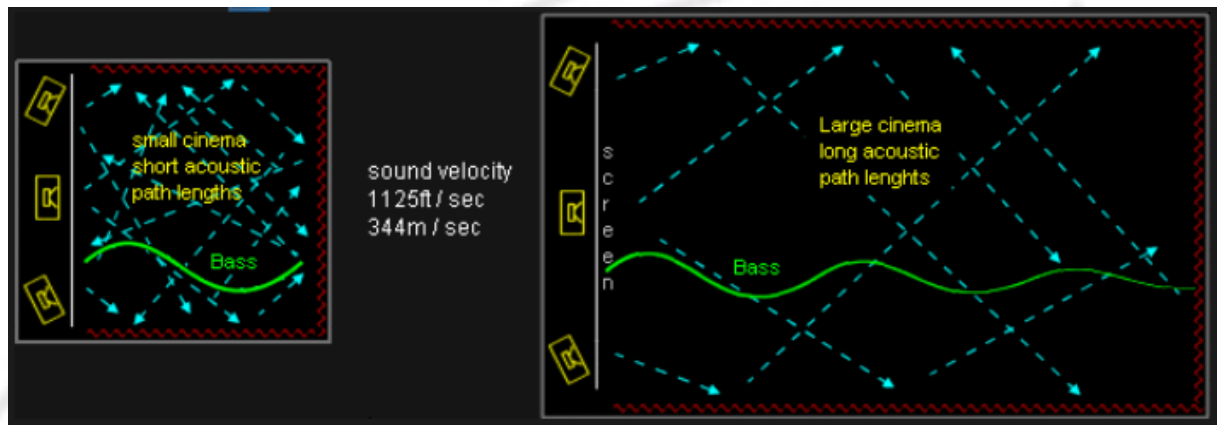 small cinema
short acoustic
path lengths
Bass
sound velocity
1125ft / sec
344m / sec
screen
Large cinema
long acoustic
path lenghts
Bass